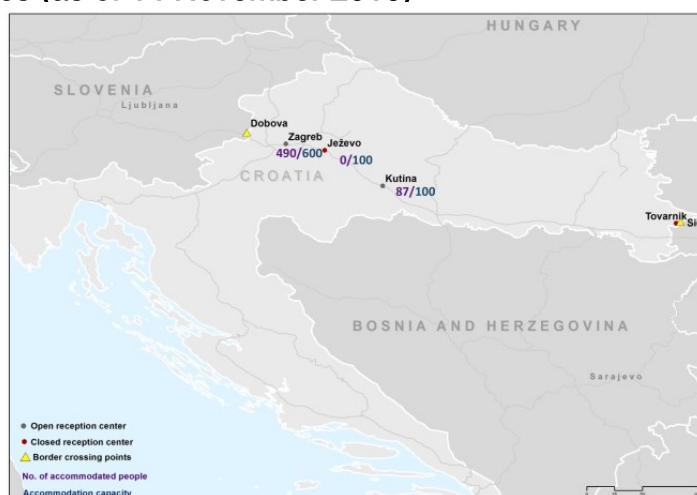 HUNGARY
SLOVENIA
Ljubljana
Dobova
Zagreb
Ježevo
490/600
0/100
CROATIA
Kutina
87/100
Tovarnik
BOSNIA AND HERZEGOVINA
Sarajevo
Open reception center
Closed reception center
Border crossing points
No. of accommodated people
Accommodation capacity